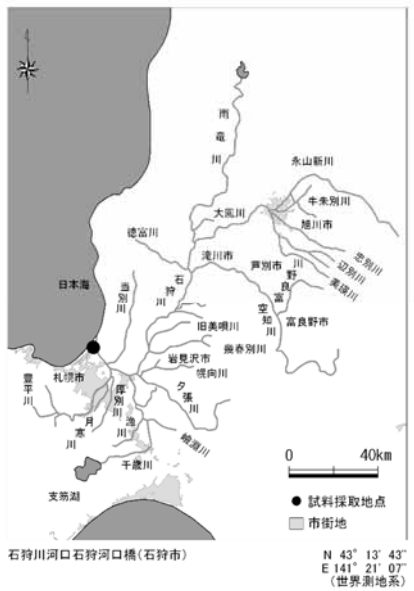 雨竜川
永山新川
牛朱別川
大鳳川
旭川市
徳富川
忠別川
辺別川
美瑛川
滝川市
芦別市
富良野川
石狩川
日本海
当別川
空知川
富良野市
旧美唄川
幾春別川
岩見沢市
幌向川
夕張川
札幌市
豊平川
厚別川
月寒川
漁川
嶮淵川
千歳川
支笏湖
0 40km
試料採取地点
市街地
石狩川河口石狩河口橋(石狩市)
N 43° 13' 43"
E 141° 21' 07"
(世界測地系)